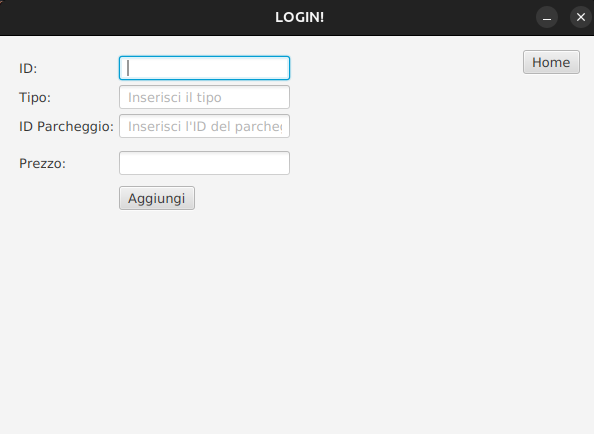 LOGIN!
Home
ID:
Tipo: Inserisci il tipo
ID Parcheggio: Inserisci l'ID del parche
Prezzo:
Aggiungi